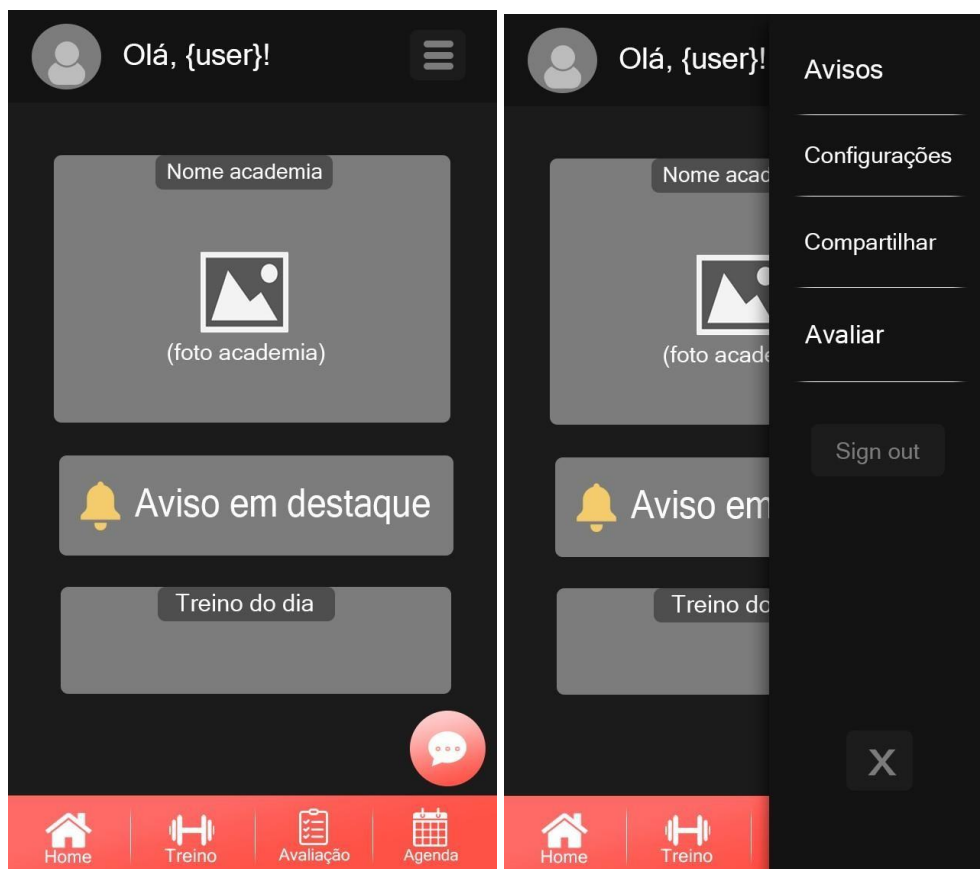 Olá, {user}!
Nome academia
(foto academia)
Aviso em destaque
Treino do dia
Home
Treino
Avaliação
Agenda
Olá, {user}!
Nome acad
(foto acade
Aviso em
Treino do
Home
Treino
Avisos
Configurações
Compartilhar
Avaliar
Sign out
X